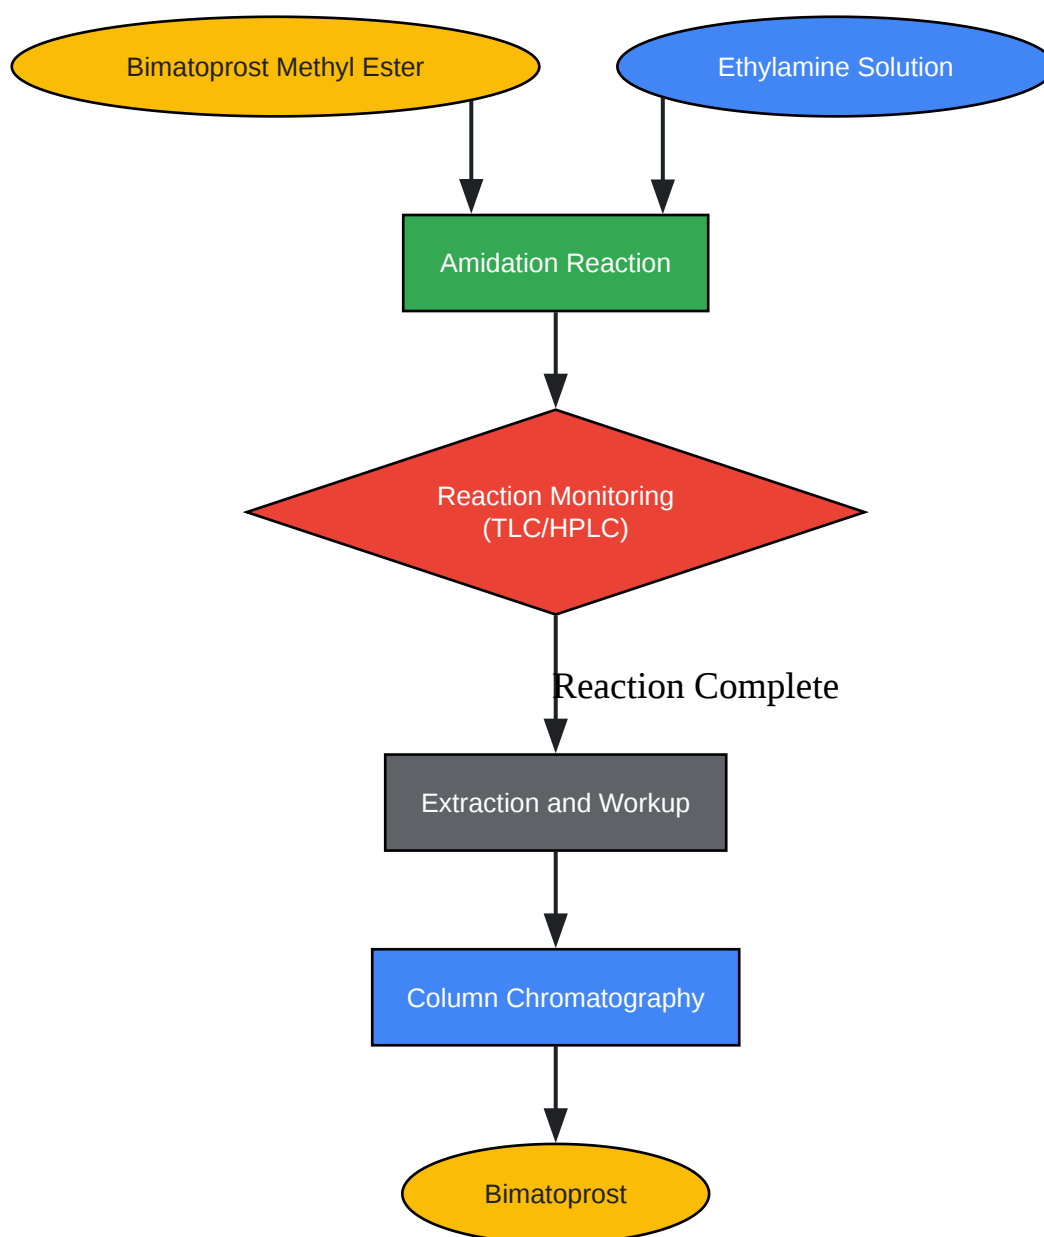 Bimatoprost Methyl Ester
Ethylamine Solution
Amidation Reaction
Reaction Monitoring
(TLC/HPLC)
Reaction Complete
Extraction and Workup
Column Chromatography
Bimatoprost